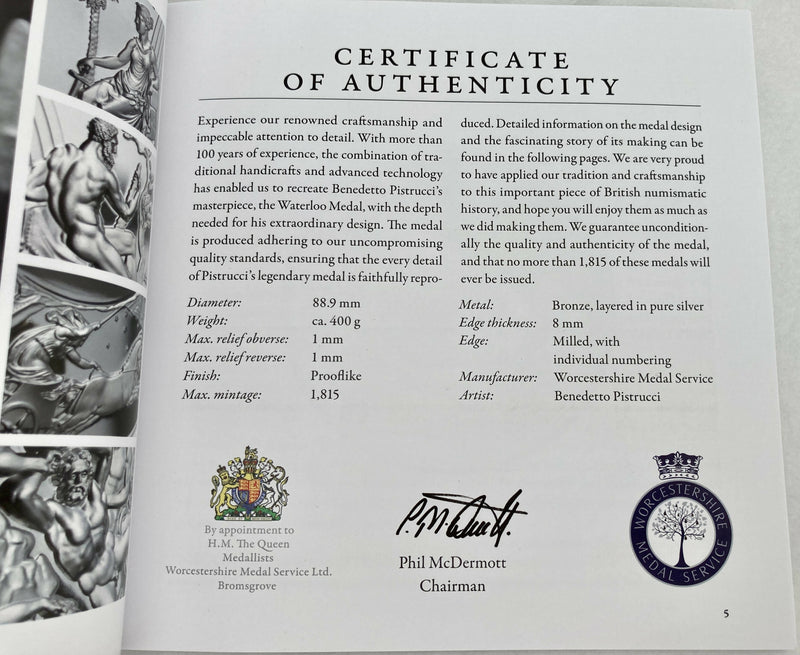 CERTIFICATE
OF AUTHENTICITY
Experience our renowned craftsmanship and
impeccable attention to detail. With more than
100 years of experience, the combination of tra-
ditional handicrafts and advanced technology
has enabled us to recreate Benedetto Pistrucci's
masterpiece, the Waterloo Medal, with the depth
needed for his extraordinary design. The medal
is produced adhering to our uncompromising
quality standards, ensuring that the every detail
of Pistrucci's legendary medal is faithfully repro-
duced. Detailed information on the medal design
and the fascinating story of its making can be
found in the following pages. We are very proud
to have applied our tradition and craftsmanship
to this important piece of British numismatic
history, and hope you will enjoy them as much as
we did making them. We guarantee uncondition-
ally the quality and authenticity of the medal,
and that no more than 1,815 of these medals will
ever be issued.
Diameter: 88.9 mm
Weight: ca. 400 g
Max. relief obverse: 1 mm
Max. relief reverse: 1 mm
Finish: Prooflike
Max. mintage: 1,815
Metal: Bronze, layered in pure silver
Edge thickness: 8 mm
Edge: Milled, with
individual numbering
Manufacturer: Worcestershire Medal Service
Artist: Benedetto Pistrucci
By appointment to
H.M. The Queen
Medallists
Worcestershire Medal Service Ltd.
Bromsgrove
Phil McDermott
Chairman
WORCESTERSHIRE
MEDAL SERVICE
5